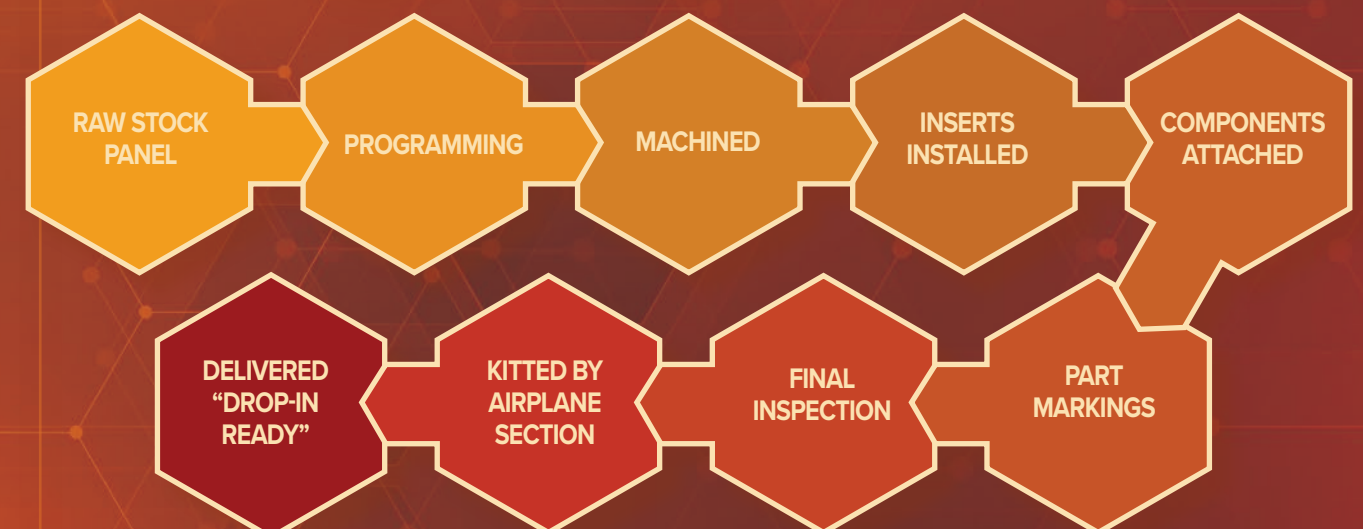 RAW STOCK
PANEL
PROGRAMMING
MACHINED
INSERTS
INSTALLED
COMPONENTS
ATTACHED
PART
MARKINGS
FINAL
INSPECTION
KITTED BY
AIRPLANE
SECTION
DELIVERED
“DROP-IN
READY”